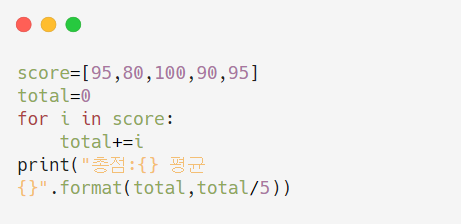 score=[95,80,100,90,95]
total=0
for i in score:
    total+=i
print("총점:{} 평균
{}".format(total,total/5))